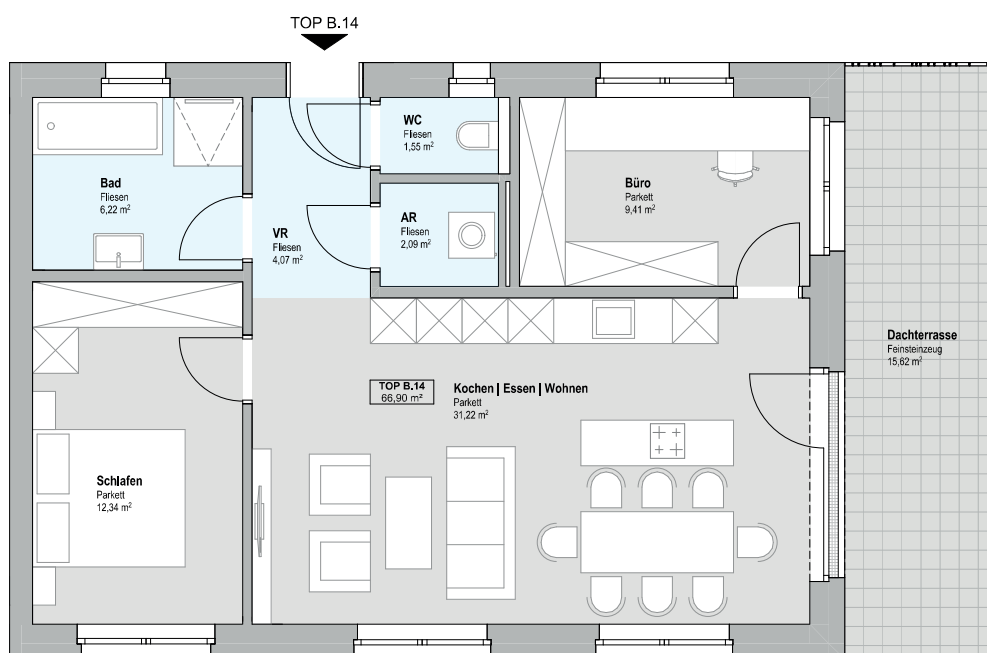 TOP B.14
WC
Fliesen
1,55 m²
Bad
Fliesen
6,22 m²
Büro
Parkett
9,41 m²
AR
Fliesen
2,09 m²
VR
Fliesen
4,07 m²
Dachterrasse
Feinsteinzeug
15,62 m²
TOP B.14
66,90 m²
Kochen | Essen | Wohnen
Parkett
31,22 m²
Schlafen
Parkett
12,34 m²